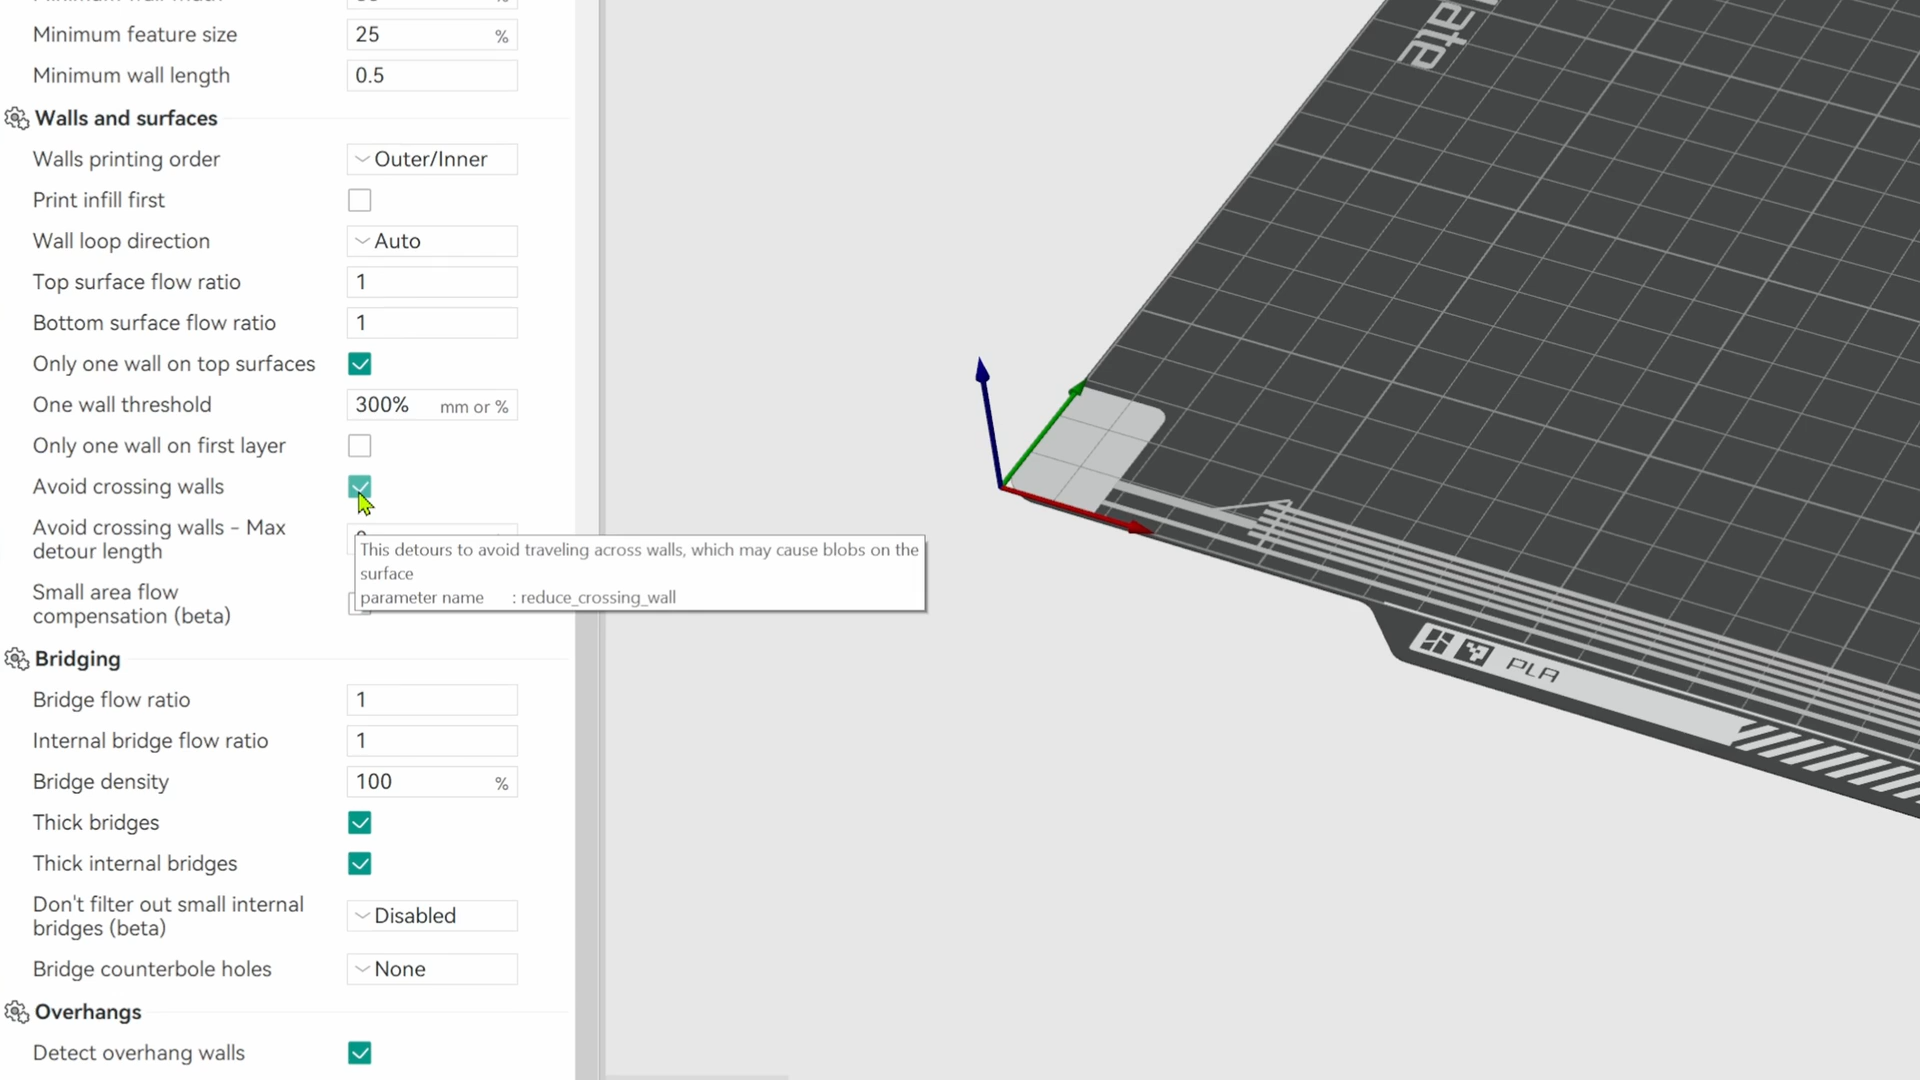 Minimum feature size 25 %
Minimum wall length 0.5
Walls and surfaces
Walls printing order Outer/Inner
Print infill first
Wall loop direction Auto
Top surface flow ratio 1
Bottom surface flow ratio 1
Only one wall on top surfaces
One wall threshold 300% mm or %
Only one wall on first layer
Avoid crossing walls
Avoid crossing walls - Max
detour length
This detours to avoid traveling across walls, which may cause blobs on the
surface
parameter name : reduce_crossing_wall
Small area flow
compensation (beta)
Bridging
Bridge flow ratio 1
Internal bridge flow ratio 1
Bridge density 100 %
Thick bridges
Thick internal bridges
Don't filter out small internal
bridges (beta)
Disabled
Bridge counterbole holes None
Overhangs
Detect overhang walls
ate
PLA